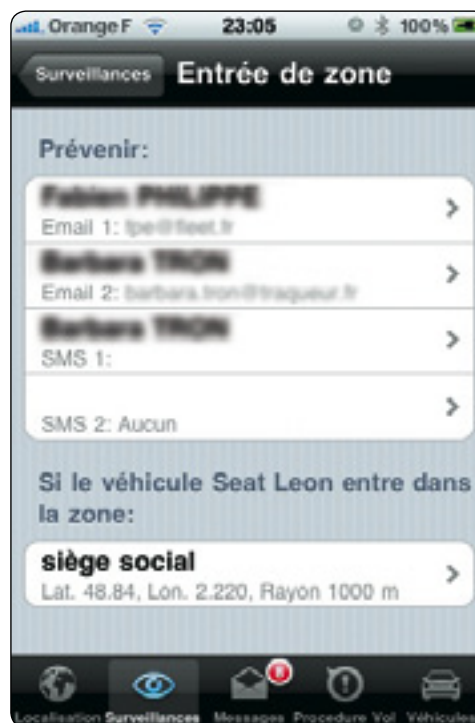 Orange F 23:05 100%
Surveillances Entrée de zone
Prévenir:
Email 1:
Email 2:
SMS 1:
SMS 2: Aucun
Si le véhicule Seat Leon entre dans
la zone:
siège social
Lat. 48.84, Lon. 2.220, Rayon 1000 m
Localisation Surveillances Messages Procedure Vol Véhicule